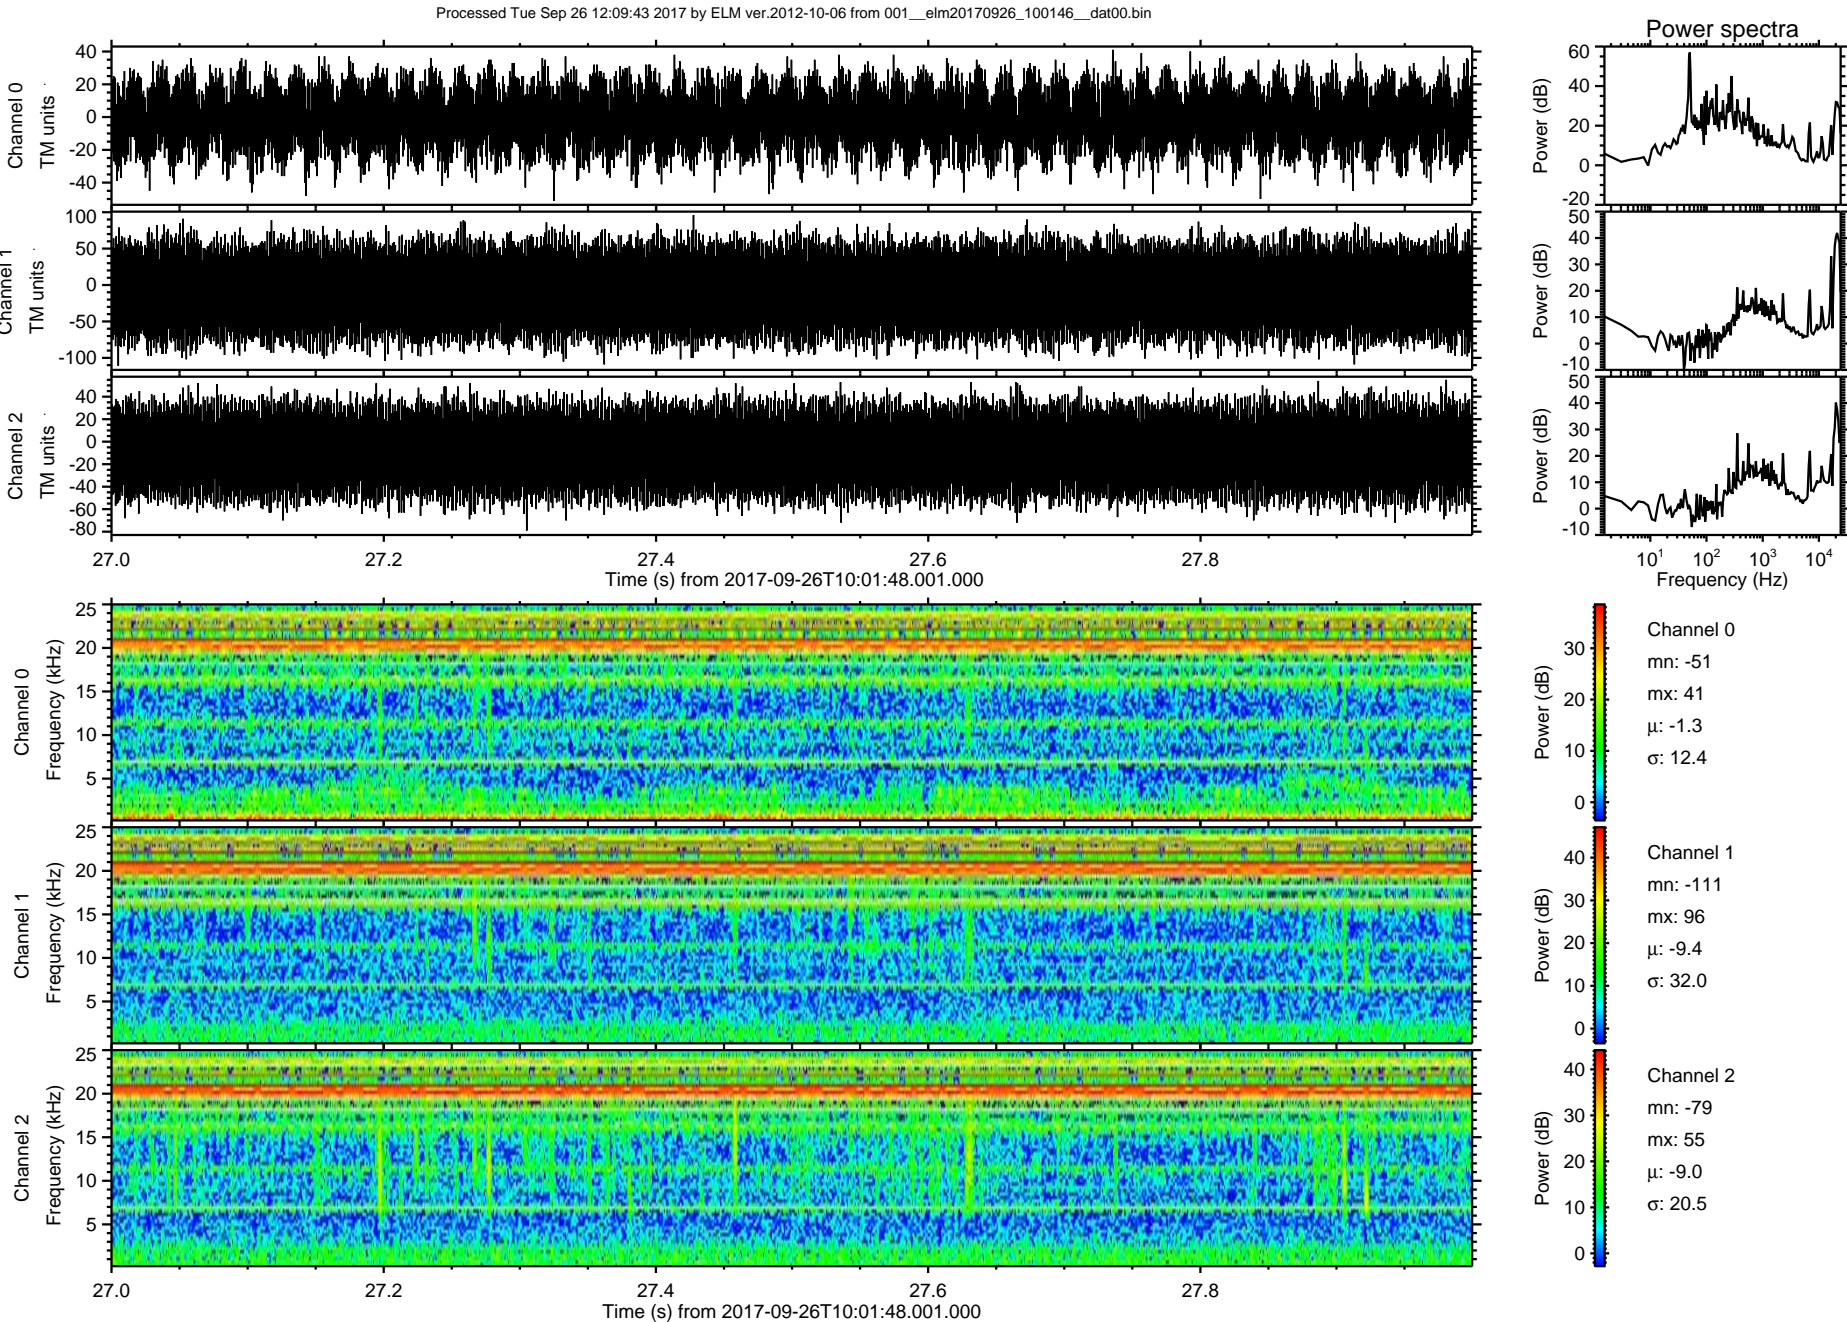 Processed Tue Sep 26 12:09:43 2017 by ELM ver.2012-10-06 from 001__elm20170926_100146__dat00.bin
Power spectra
Channel 0
TM units
40
20
0
-20
-40
Power (dB)
60
40
20
0
-20
Channel 1
TM units
100
50
0
-50
-100
Power (dB)
50
40
30
20
10
0
-10
Channel 2
TM units
40
20
0
-20
-40
-60
-80
Power (dB)
50
40
30
20
10
0
-10
27.0 27.2 27.4 27.6 27.8
Time (s) from 2017-09-26T10:01:48.001.000
10¹ 10² 10³ 10⁴
Frequency (Hz)
Channel 0
Frequency (kHz)
25
20
15
10
5
Power (dB)
30
20
10
0
Channel 0
mn: -51
mx: 41
μ: -1.3
σ: 12.4
Channel 1
Frequency (kHz)
25
20
15
10
5
Power (dB)
40
30
20
10
0
Channel 1
mn: -111
mx: 96
μ: -9.4
σ: 32.0
Channel 2
Frequency (kHz)
25
20
15
10
5
Power (dB)
40
30
20
10
0
Channel 2
mn: -79
mx: 55
μ: -9.0
σ: 20.5
27.0 27.2 27.4 27.6 27.8
Time (s) from 2017-09-26T10:01:48.001.000